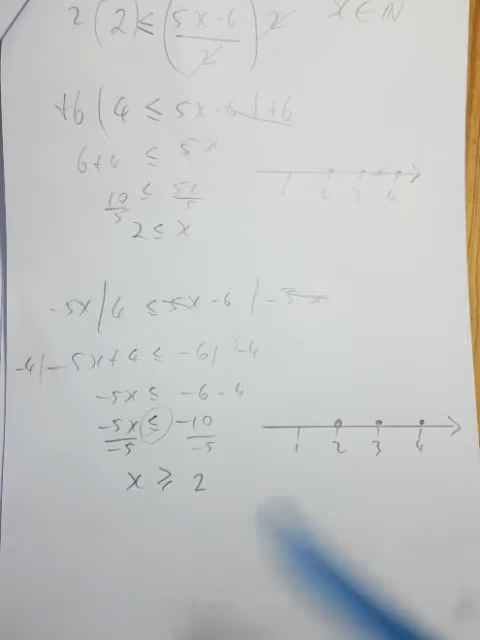 2 ( 2 ) ≤ ( 5x-6 / 2 ) 2 x ∈ N
+6 | 4 ≤ 5x - 6 | +6
6+4 ≤ 5x
10/5 ≤ 5x/5
1 2 3 4
2 ≤ x
-5x | 4 ≤ 5x - 6 | -5x
-4 | -5x + 4 ≤ -6 | -4
-5x ≤ -6 - 4
-5x/-5 ≤ -10/-5
1 2 3 4
x ≥ 2